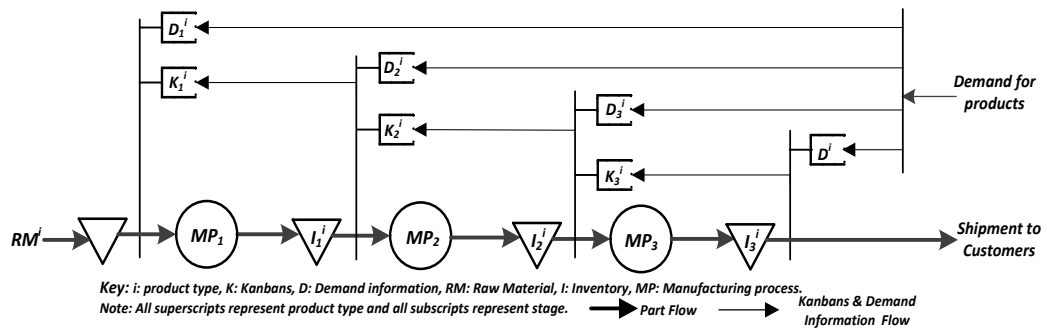 D₁ⁱ
D₂ⁱ
K₁ⁱ
Demand for
products
D₃ⁱ
K₂ⁱ
Dⁱ
K₃ⁱ
RMⁱ
MP₁
I₁ⁱ
MP₂
I₂ⁱ
MP₃
I₃ⁱ
Shipment to
Customers
Key: i: product type, K: Kanbans, D: Demand information, RM: Raw Material, I: Inventory, MP: Manufacturing process.
Note: All superscripts represent product type and all subscripts represent stage.
Part Flow
Kanbans & Demand
Information Flow